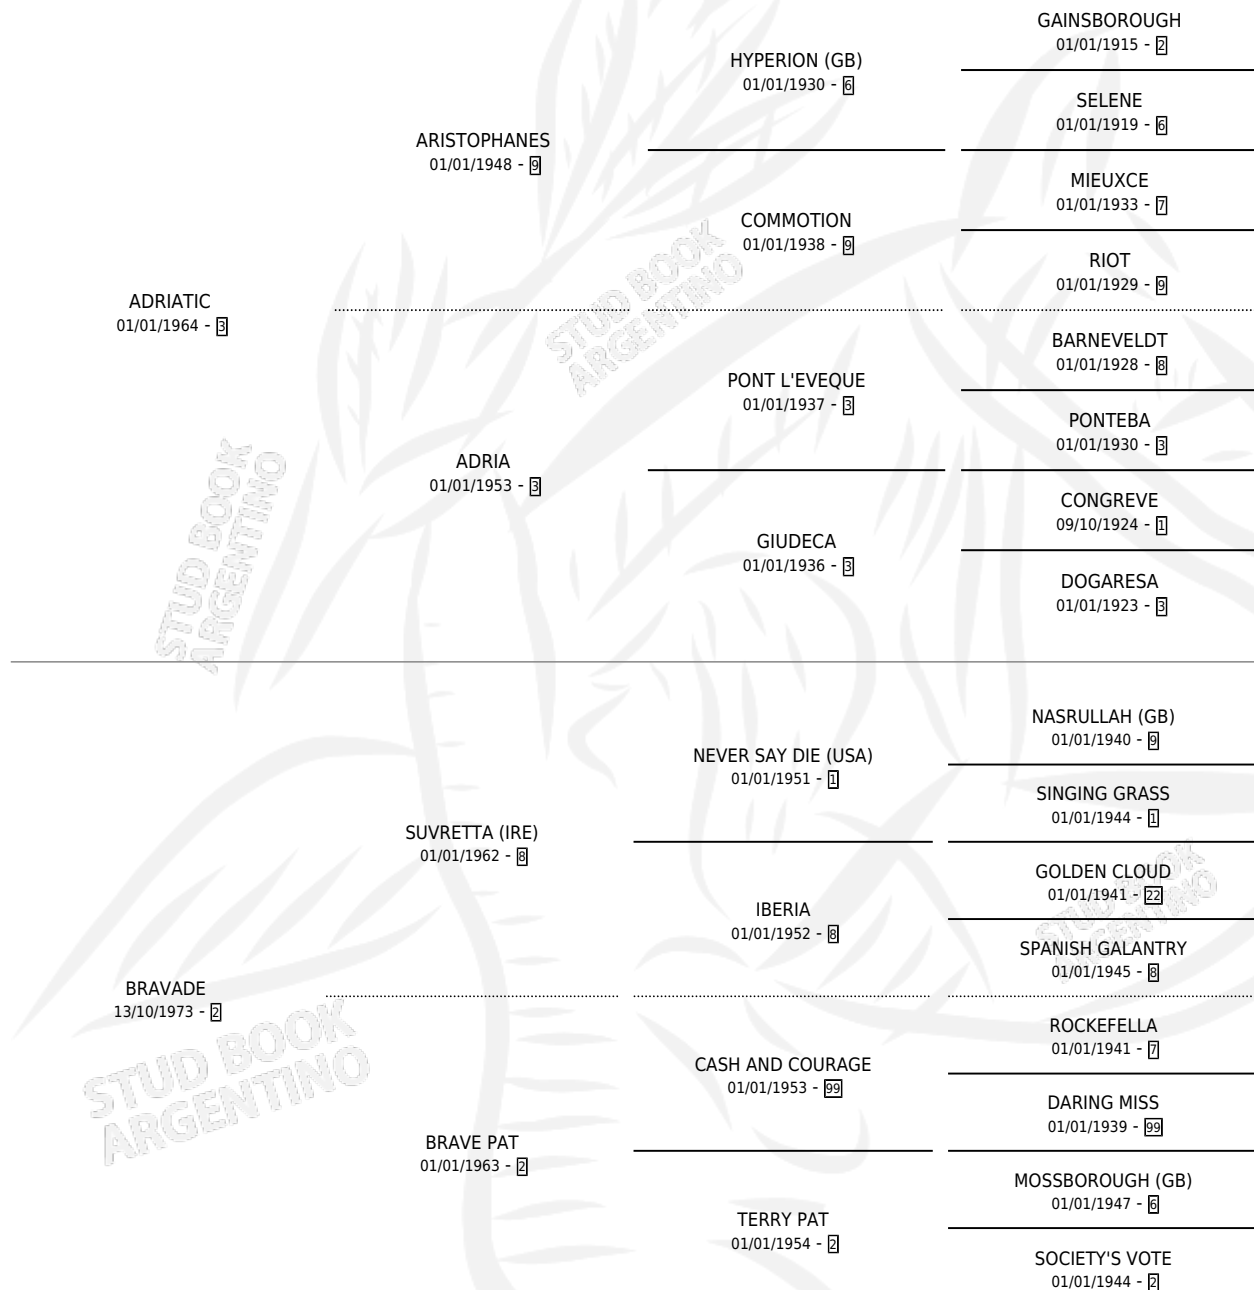 GAINSBOROUGH
01/01/1915 - 2
HYPERION (GB)
01/01/1930 - 6
SELENE
01/01/1919 - 6
ARISTOPHANES
01/01/1948 - 9
MIEUXCE
01/01/1933 - 7
COMMOTION
01/01/1938 - 9
RIOT
01/01/1929 - 9
ADRIATIC
01/01/1964 - 3
STUD BOOK
ARGENTINO
BARNEVELDT
01/01/1928 - 8
PONT L'EVEQUE
01/01/1937 - 3
PONTEBA
01/01/1930 - 3
ADRIA
01/01/1953 - 3
CONGREVE
09/10/1924 - 1
GIUDECA
01/01/1936 - 3
DOGARESA
01/01/1923 - 3
STUD BOOK
ARGENTINO
NASRULLAH (GB)
01/01/1940 - 9
NEVER SAY DIE (USA)
01/01/1951 - 1
SINGING GRASS
01/01/1944 - 1
SUVRETTA (IRE)
01/01/1962 - 8
GOLDEN CLOUD
01/01/1941 - 22
IBERIA
01/01/1952 - 8
SPANISH GALANTRY
01/01/1945 - 8
STUD BOOK
ARGENTINO
BRAVADE
13/10/1973 - 2
ROCKEFELLA
01/01/1941 - 7
CASH AND COURAGE
01/01/1953 - 99
DARING MISS
01/01/1939 - 99
STUD BOOK
ARGENTINO
BRAVE PAT
01/01/1963 - 2
MOSSBOROUGH (GB)
01/01/1947 - 6
TERRY PAT
01/01/1954 - 2
SOCIETY'S VOTE
01/01/1944 - 2